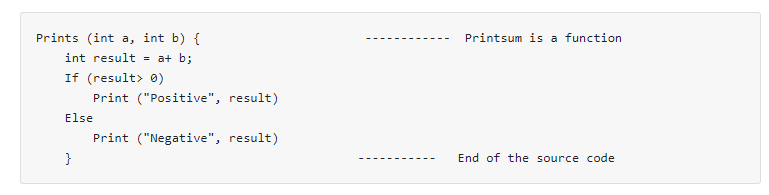 Prints (int a, int b) { ------------ Printsum is a function
int result = a+ b;
If (result> 0)
Print ("Positive", result)
Else
Print ("Negative", result)
} ----------- End of the source code